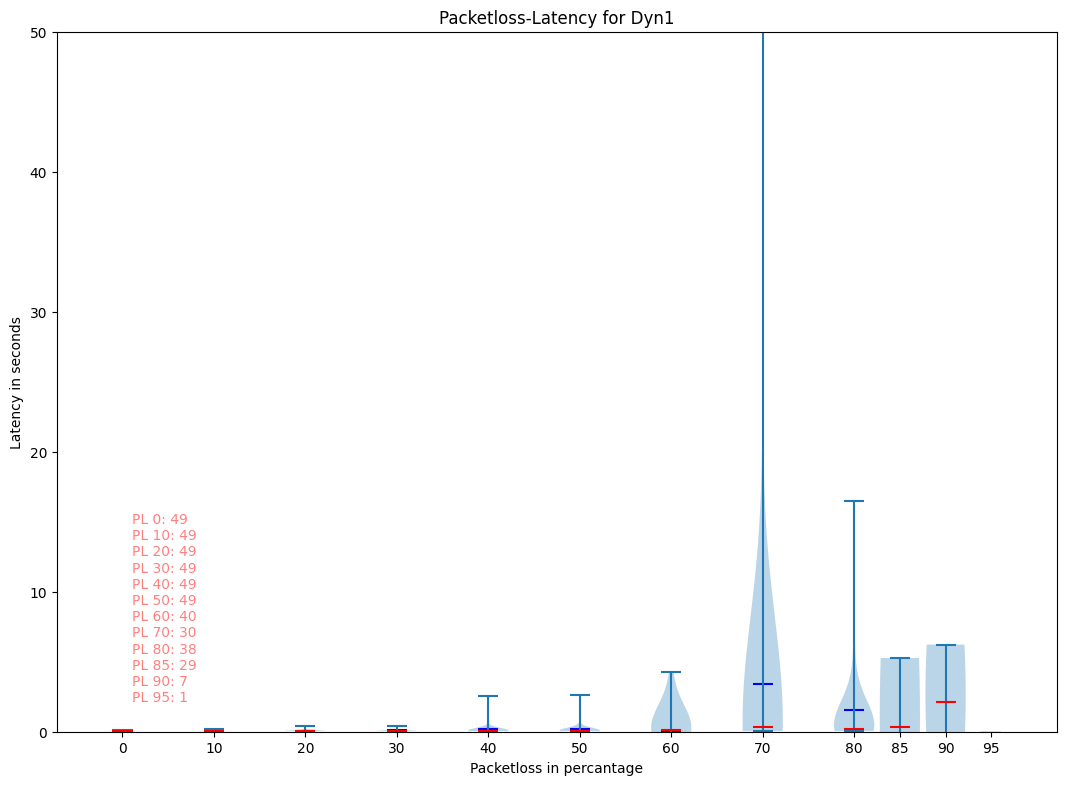 Packetloss-Latency for Dyn1
50
40
30
20
10
0
Latency in seconds
PL 0: 49
PL 10: 49
PL 20: 49
PL 30: 49
PL 40: 49
PL 50: 49
PL 60: 40
PL 70: 30
PL 80: 38
PL 85: 29
PL 90: 7
PL 95: 1
0 10 20 30 40 50 60 70 80 85 90 95
Packetloss in percantage